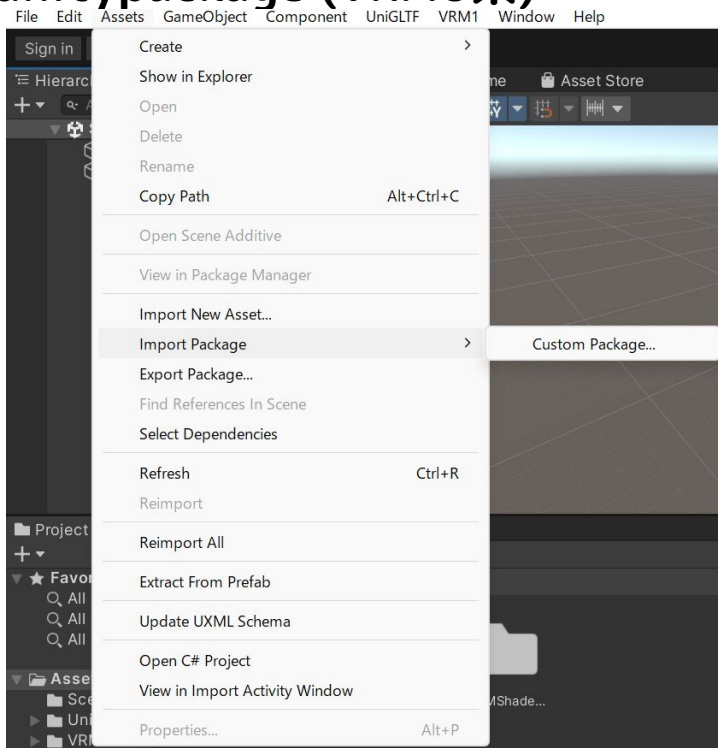 File Edit Assets GameObject Component UniGLTF VRM1 Window Help
Sign in
Hierarc
Asset Store
Create
Show in Explorer
Open
Delete
Rename
Copy Path Alt+Ctrl+C
Open Scene Additive
View in Package Manager
Import New Asset...
Import Package
Custom Package...
Export Package...
Find References In Scene
Select Dependencies
Refresh Ctrl+R
Reimport
Reimport All
Extract From Prefab
Update UXML Schema
Open C# Project
View in Import Activity Window
Properties... Alt+P
Project
Favo
All
All
All
Asse
Sce
Uni
VRM
MShade...